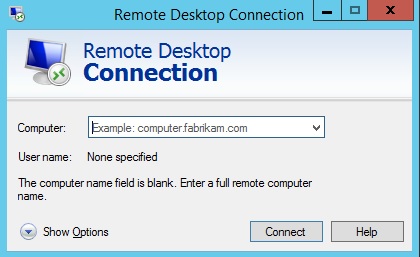 Remote Desktop Connection
Remote Desktop
Connection
Computer: Example: computer.fabrikam.com
User name: None specified
The computer name field is blank. Enter a full remote computer
name.
Show Options Connect Help